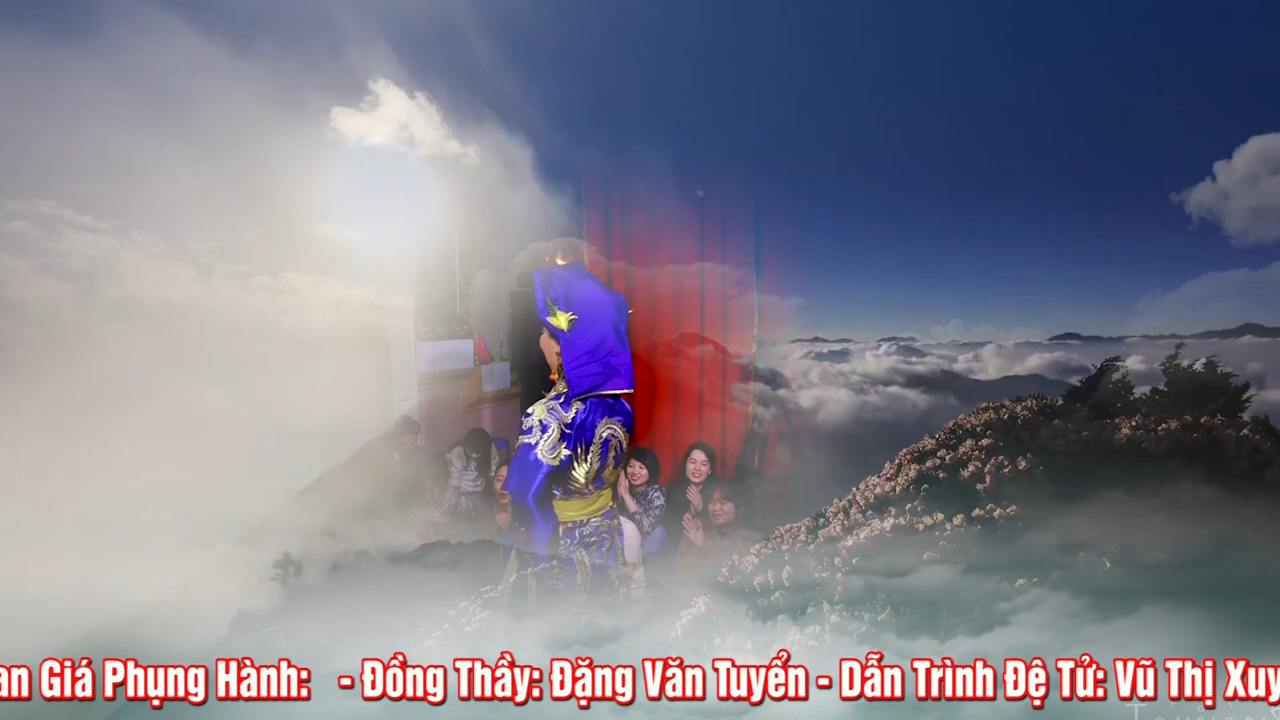 an Giá Phụng Hành: - Đồng Thầy: Đặng Văn Tuyển - Dẫn Trình Đệ Tử: Vũ Thị Xuy